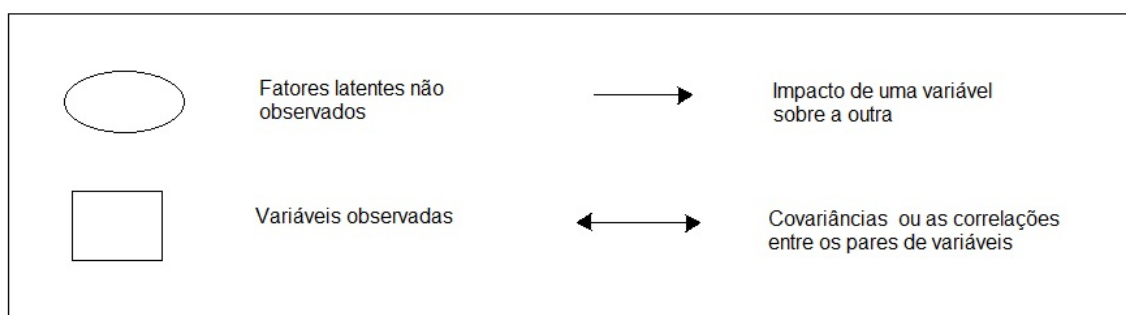 Fatores latentes não
observados
Impacto de uma variável
sobre a outra
Variáveis observadas
Covariâncias ou as correlações
entre os pares de variáveis